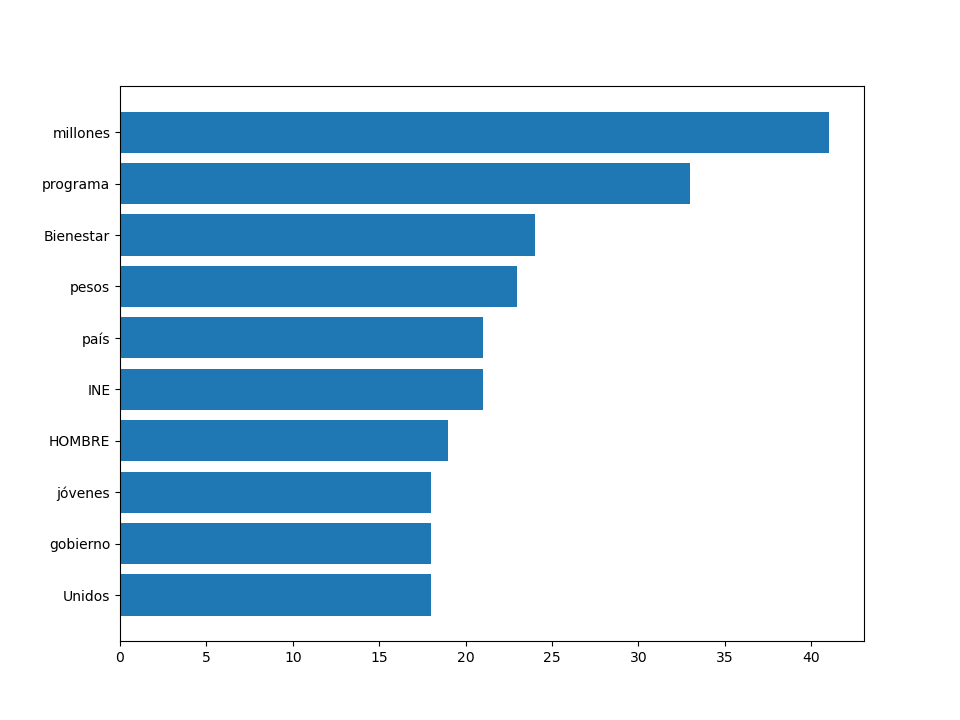 millones
programa
Bienestar
pesos
país
INE
HOMBRE
jóvenes
gobierno
Unidos
0 5 10 15 20 25 30 35 40